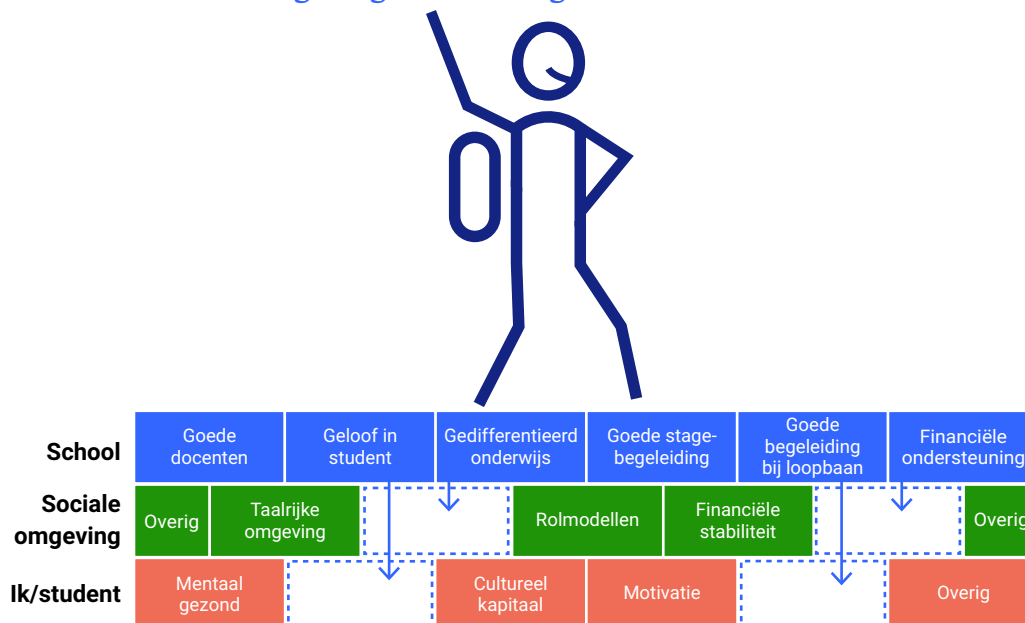 School
Goede
docenten
Geloof in
student
Gedifferentieerd
onderwijs
Goede stage-
begeleiding
Goede
begeleiding
bij loopbaan
Financiële
ondersteuning
Sociale
omgeving
Overig
Taalrijke
omgeving
Rolmodellen
Financiële
stabiliteit
Overig
Ik/student
Mentaal
gezond
Cultureel
kapitaal
Motivatie
Overig